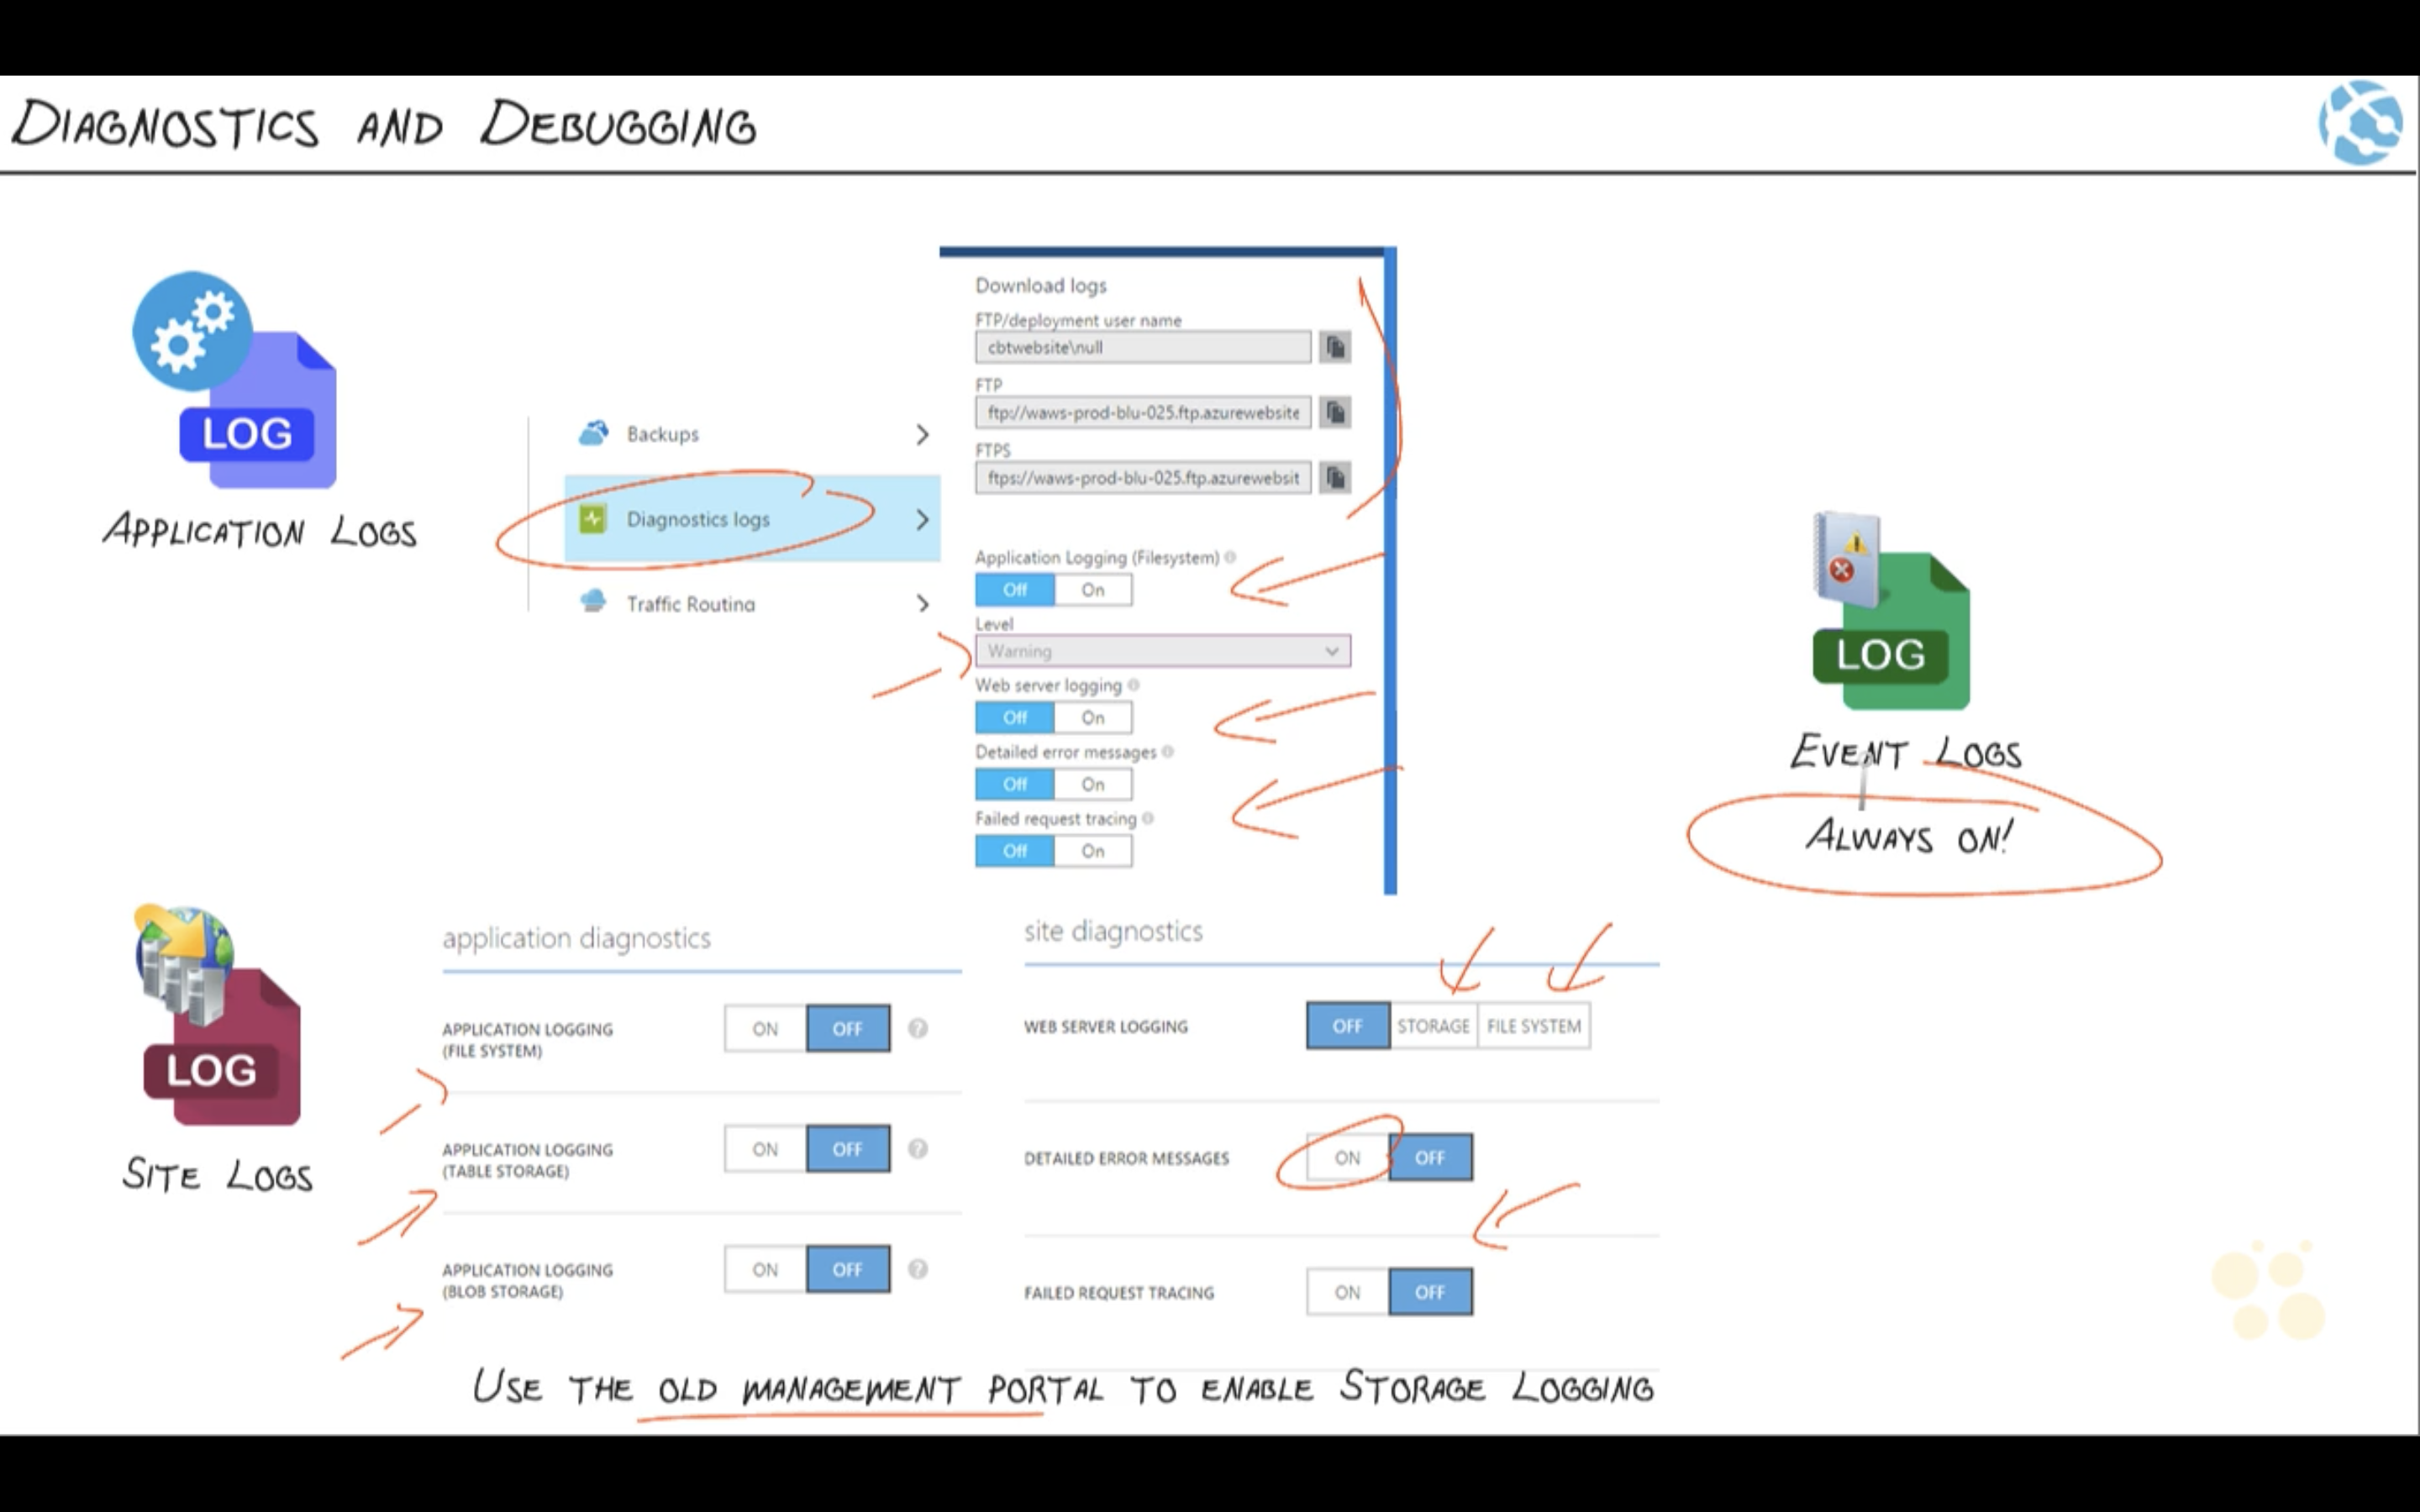 DIAGNOSTICS AND DEBUGGING
LOG
APPLICATION LOGS
Backups
Diagnostics logs
Traffic Routing
Download logs
FTP/deployment user name
cbtwebsite\null
FTP
ftp://waws-prod-blu-025.ftp.azurewebsite
FTPS
ftps://waws-prod-blu-025.ftp.azurewebsit
Application Logging (Filesystem)
Off On
Level
Warning
Web server logging
Off On
Detailed error messages
Off On
Failed request tracing
Off On
LOG
EVENT LOGS
ALWAYS ON!
LOG
SITE LOGS
application diagnostics
APPLICATION LOGGING
(FILE SYSTEM)
ON OFF ?
APPLICATION LOGGING
(TABLE STORAGE)
ON OFF ?
APPLICATION LOGGING
(BLOB STORAGE)
ON OFF ?
site diagnostics
WEB SERVER LOGGING OFF STORAGE FILE SYSTEM
DETAILED ERROR MESSAGES ON OFF
FAILED REQUEST TRACING ON OFF
USE THE OLD MANAGEMENT PORTAL TO ENABLE STORAGE LOGGING